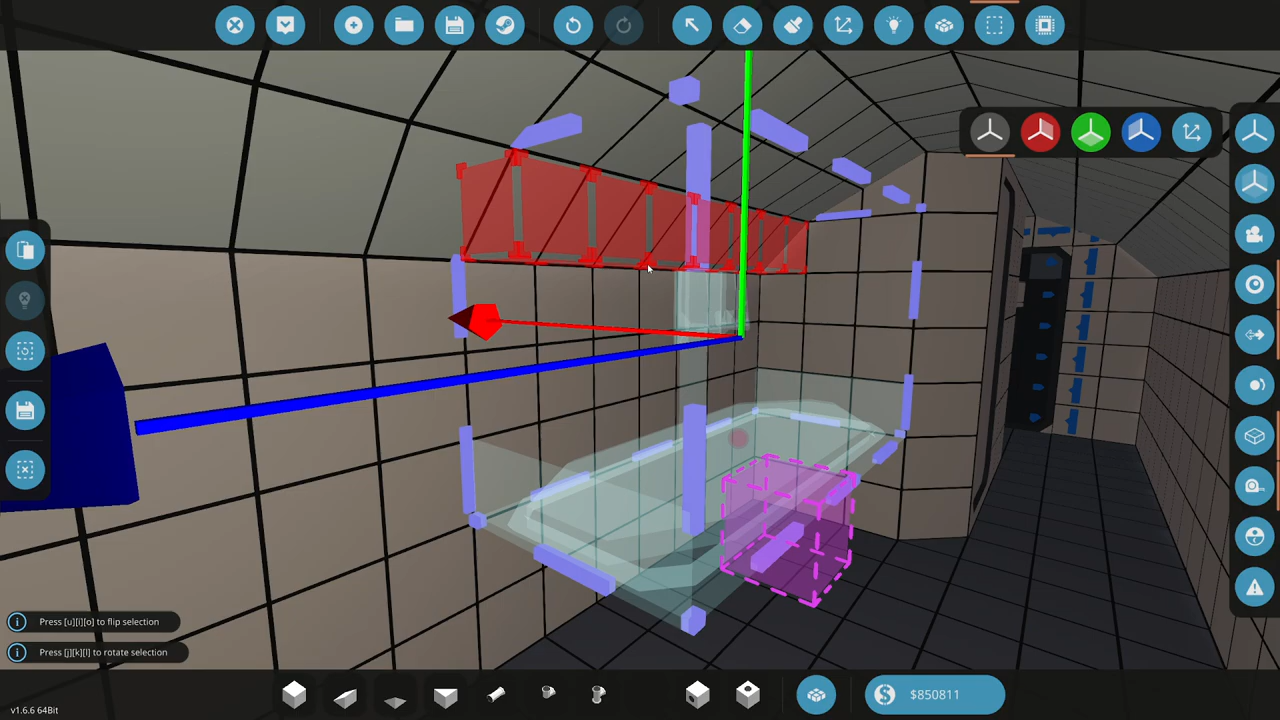 Press [u][i][o] to flip selection
Press [j][k][l] to rotate selection
v1.6.6 64Bit
$850811